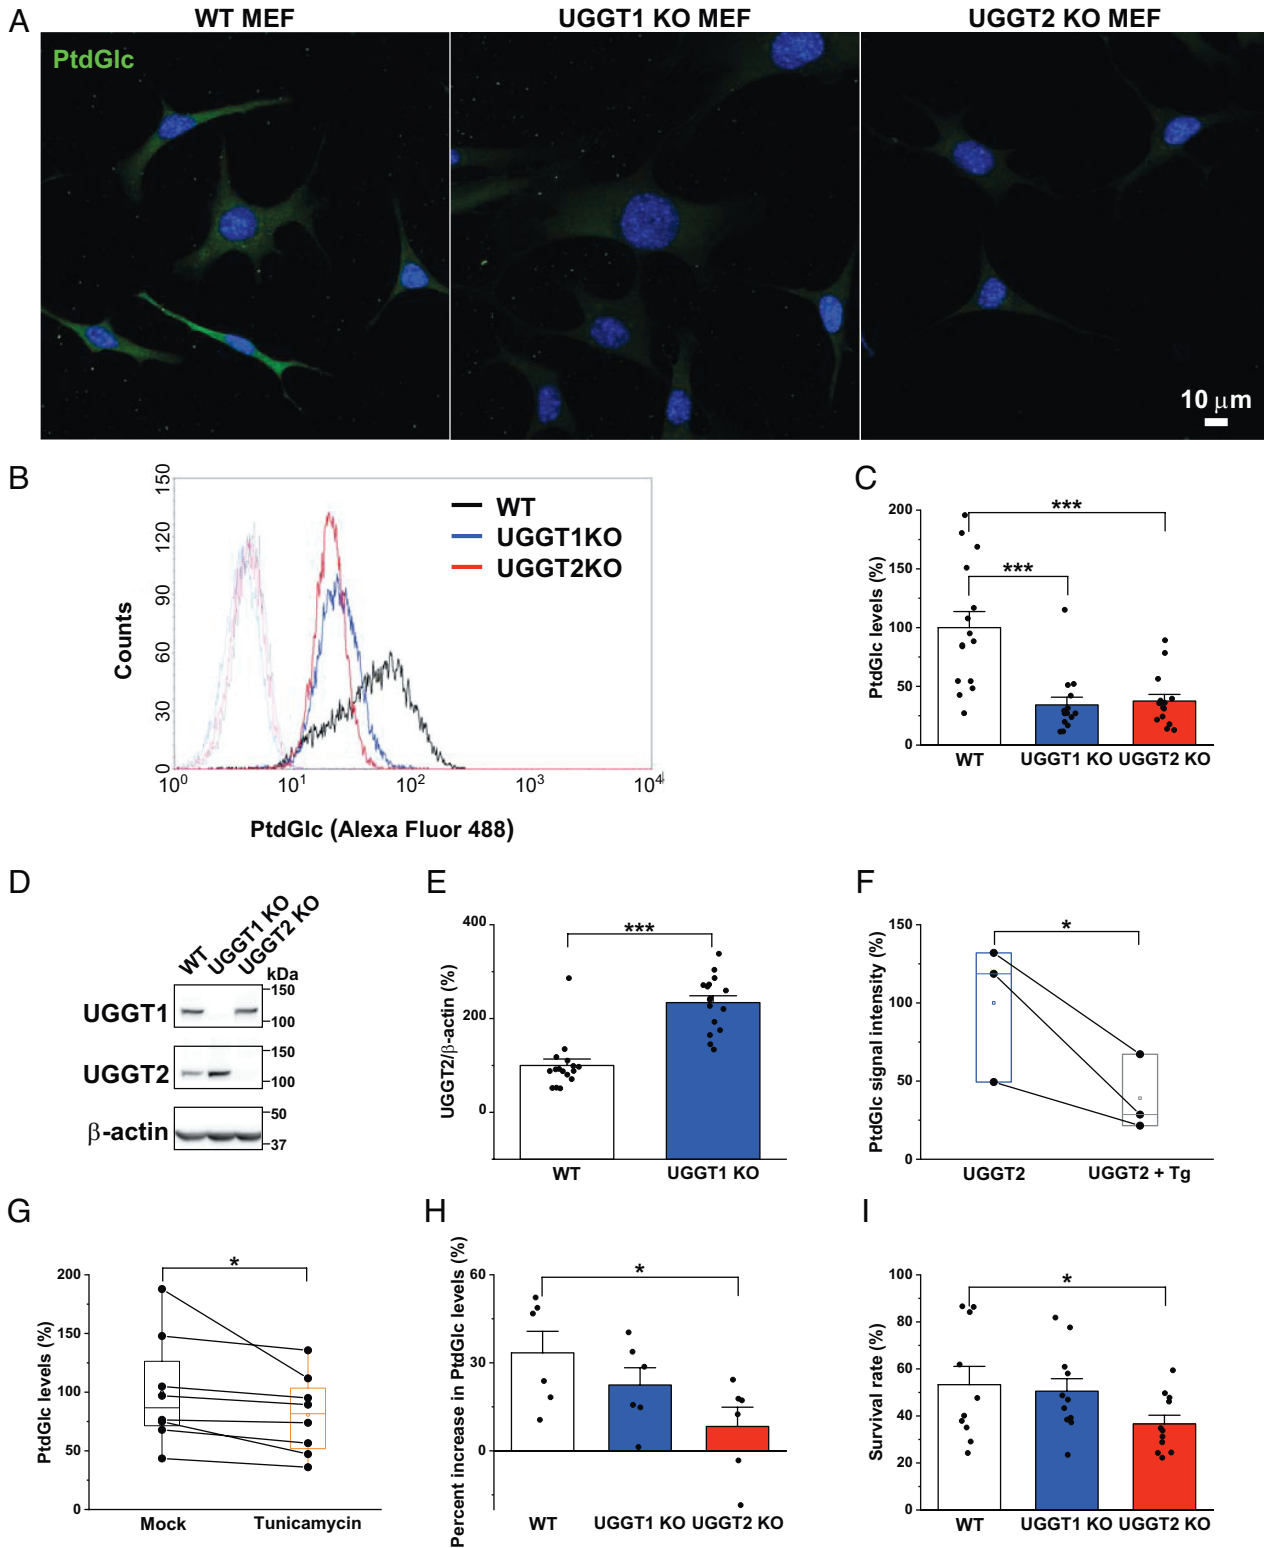 A
WT MEF
UGGT1 KO MEF
UGGT2 KO MEF
PtdGlc
10 μm
B
150
120
90
60
30
0
Counts
WT
UGGT1KO
UGGT2KO
10⁰
10¹
10²
10³
10⁴
PtdGlc (Alexa Fluor 488)
C
PtdGlc levels (%)
200
150
100
50
0
***
***
WT
UGGT1 KO
UGGT2 KO
D
WT
UGGT1 KO
UGGT2 KO
kDa
UGGT1
150
100
UGGT2
150
100
β-actin
50
37
E
UGGT2/β-actin (%)
400
200
0
***
WT
UGGT1 KO
F
PtdGlc signal intensity (%)
150
100
50
0
*
UGGT2
UGGT2 + Tg
G
PtdGlc levels (%)
200
150
100
50
0
*
Mock
Tunicamycin
H
Percent increase in PtdGlc levels (%)
60
30
0
*
WT
UGGT1 KO
UGGT2 KO
I
Survival rate (%)
100
80
60
40
20
0
*
WT
UGGT1 KO
UGGT2 KO